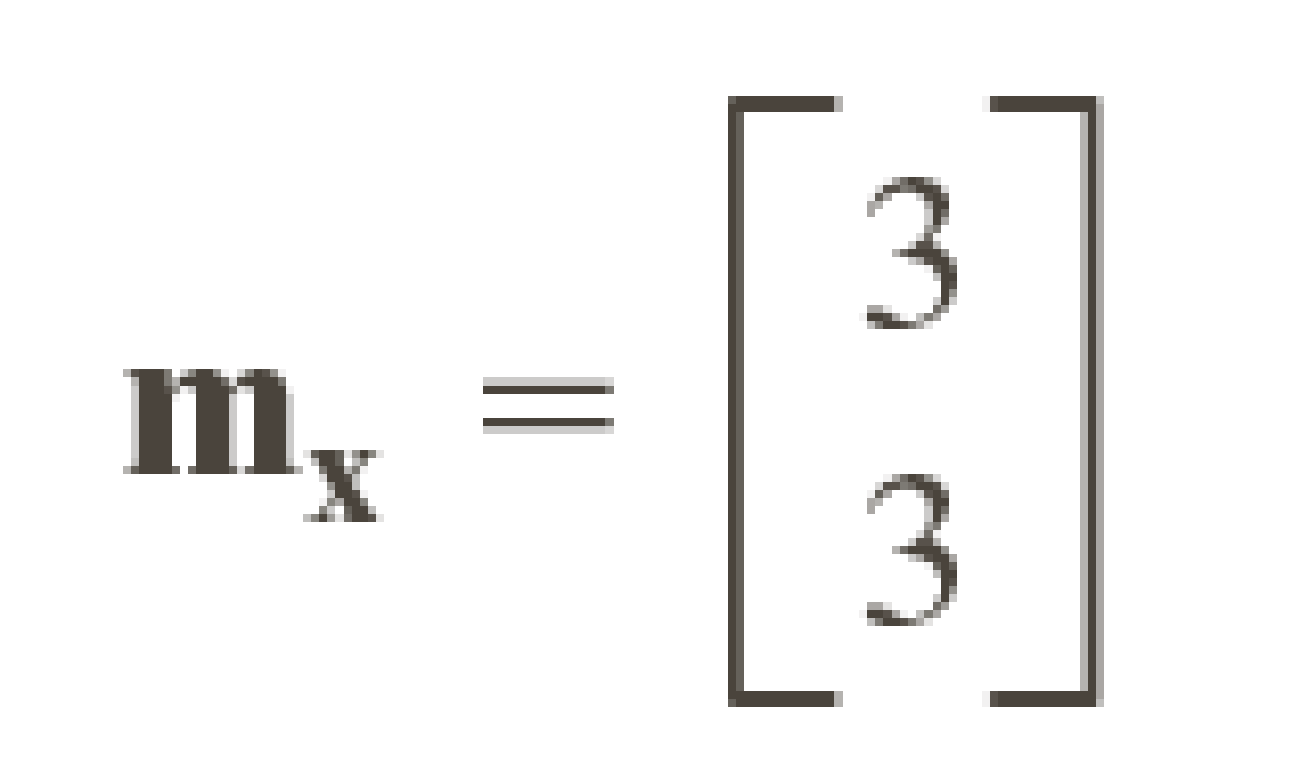 m_x = [ 3
3 ]